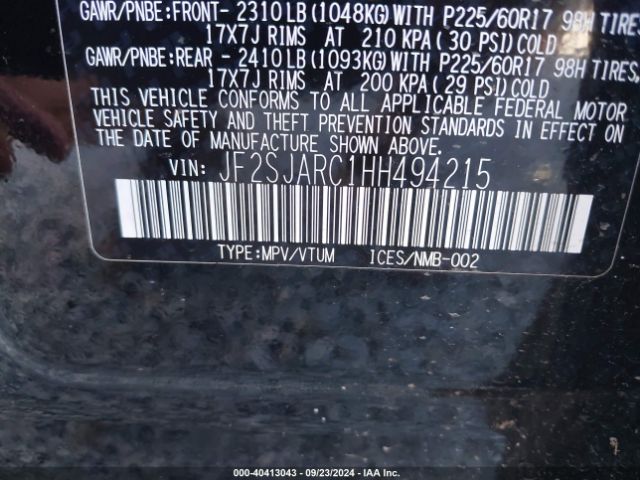 GAWR/PNBE:FRONT- 2310 LB (1048KG) WITH P225/60R17 98H TIRES
17X7J RIMS AT 210 KPA ( 30 PSI) COLD
GAWR/PNBE:REAR - 2410 LB (1093KG) WITH P225/60R17 98H TIRES
17X7J RIMS AT 200 KPA ( 29 PSI) COLD
THIS VEHICLE CONFORMS TO ALL APPLICABLE FEDERAL MOTOR
VEHICLE SAFETY AND THEFT PREVENTION STANDARDS IN EFFECT ON
THE DATE OF MANUFACTURE SHOWN ABOVE.
VIN: JF2SJARC1HH494215
TYPE:MPV/VTUM ICES/NMB-002
000-40413043 / 09/23/2024 - IAA Inc.